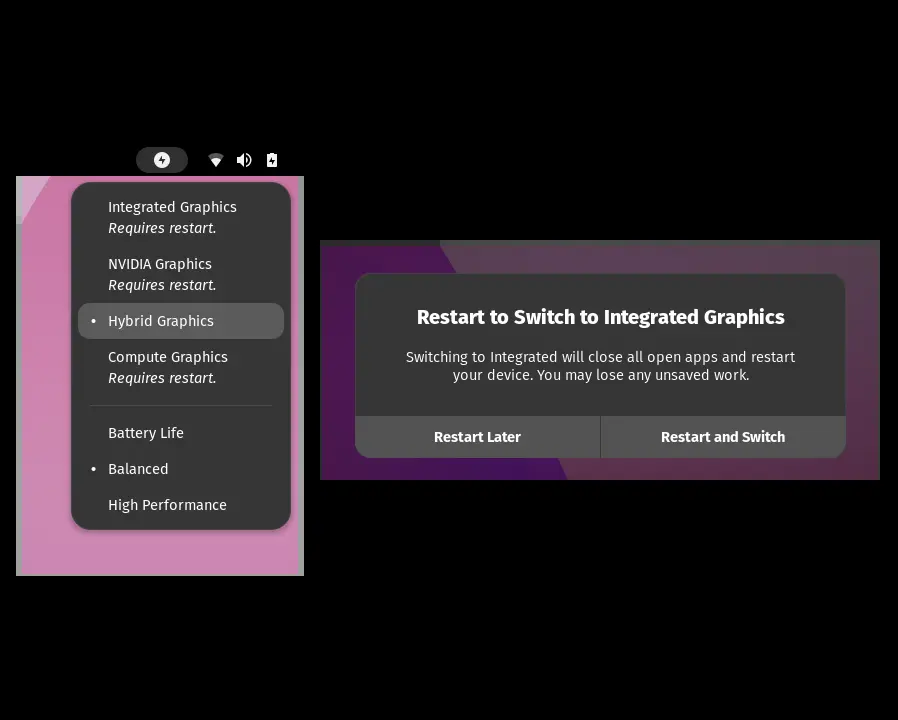 Integrated Graphics
Requires restart.
NVIDIA Graphics
Requires restart.
• Hybrid Graphics
Compute Graphics
Requires restart.
Battery Life
• Balanced
High Performance
Restart to Switch to Integrated Graphics
Switching to Integrated will close all open apps and restart
your device. You may lose any unsaved work.
Restart Later
Restart and Switch